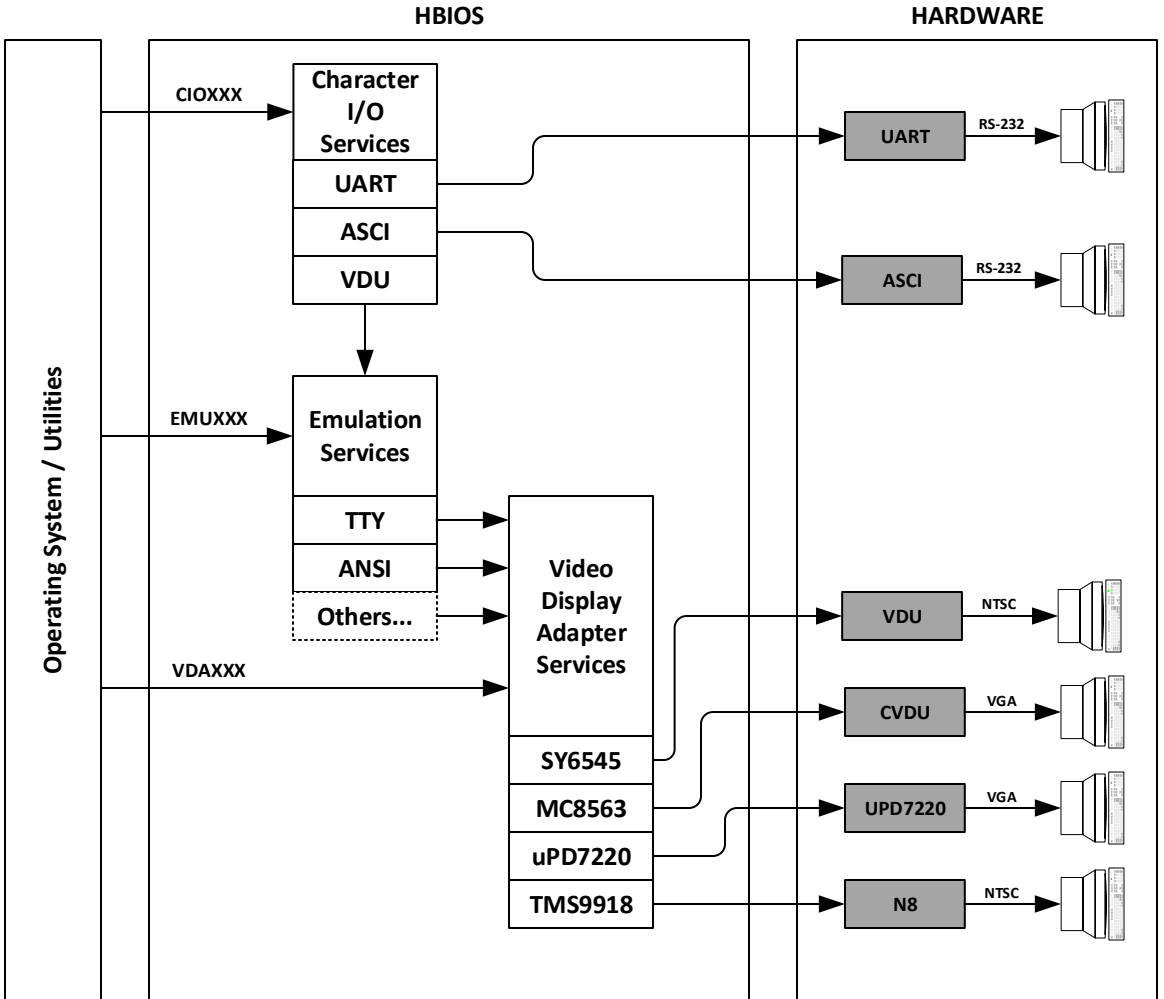 HBIOS
HARDWARE
Operating System / Utilities
CIOXXX
Character
I/O
Services
UART
ASCI
VDU
UART
RS-232
ASCI
RS-232
EMUXXX
Emulation
Services
TTY
ANSI
Others...
VDAXXX
Video
Display
Adapter
Services
SY6545
MC8563
uPD7220
TMS9918
VDU
NTSC
CVDU
VGA
UPD7220
VGA
N8
NTSC